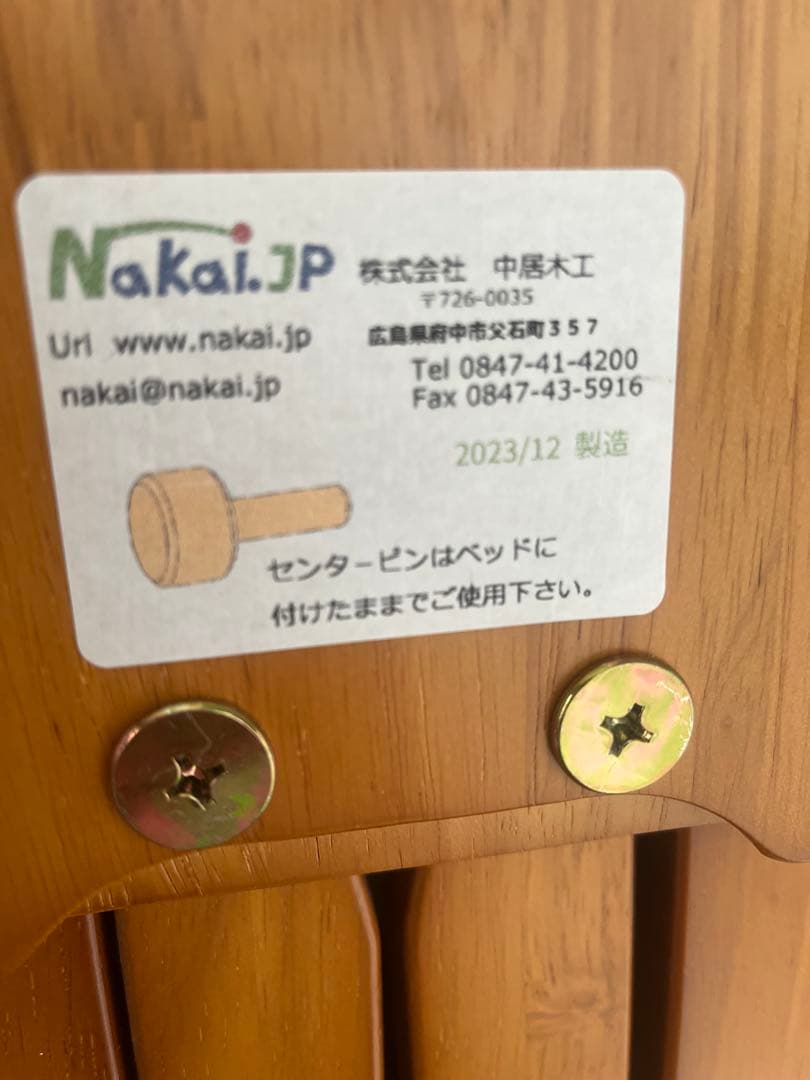 Nakai.JP
株式会社　中居木工
〒726-0035
Url www.nakai.jp
広島県府中市父石町３５７
nakai@nakai.jp
Tel 0847-41-4200
Fax 0847-43-5916
2023/12 製造
センターピンはベッドに
付けたままでご使用下さい。